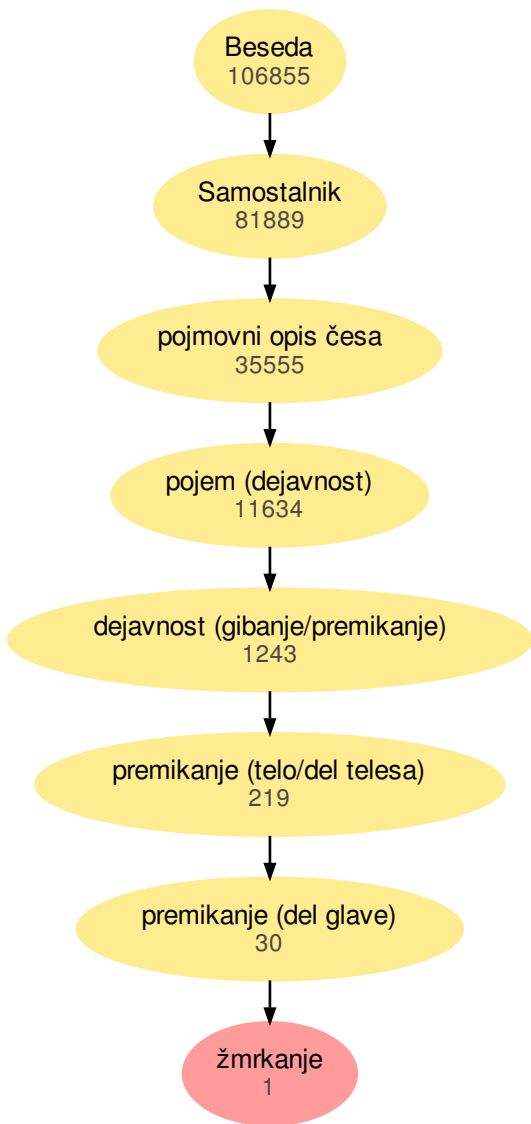 Beseda
106855
Samostalnik
81889
pojmovni opis česa
35555
pojem (dejavnost)
11634
dejavnost (gibanje/premikanje)
1243
premikanje (telo/del telesa)
219
premikanje (del glave)
30
žmrkanje
1